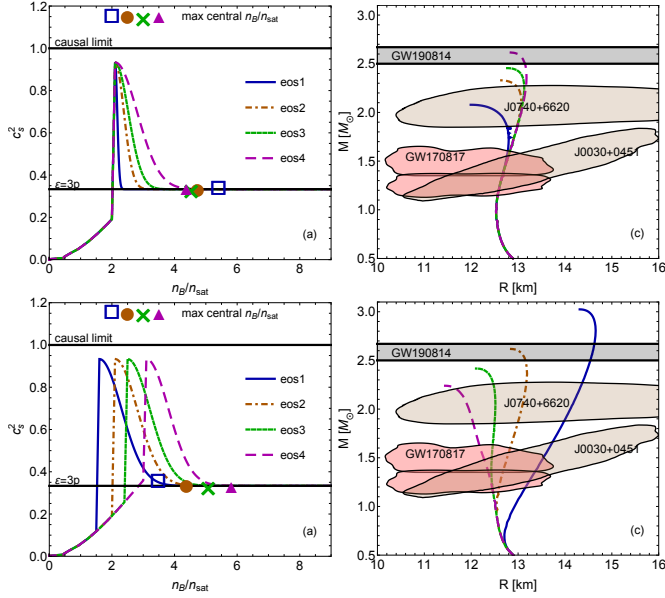 max central n_B/n_sat
causal limit
eos1
eos2
eos3
eos4
ε=3p
(a)
c_s^2
1.2
1.0
0.8
0.6
0.4
0.2
0.0
0
2
4
6
8
n_B/n_sat
GW190814
J0740+6620
GW170817
J0030+0451
(c)
M [M_⊙]
3.0
2.5
2.0
1.5
1.0
0.5
10
11
12
13
14
15
16
R [km]
max central n_B/n_sat
causal limit
eos1
eos2
eos3
eos4
ε=3p
(a)
c_s^2
1.2
1.0
0.8
0.6
0.4
0.2
0.0
0
2
4
6
8
n_B/n_sat
GW190814
J0740+6620
GW170817
J0030+0451
(c)
M [M_⊙]
3.0
2.5
2.0
1.5
1.0
0.5
10
11
12
13
14
15
16
R [km]